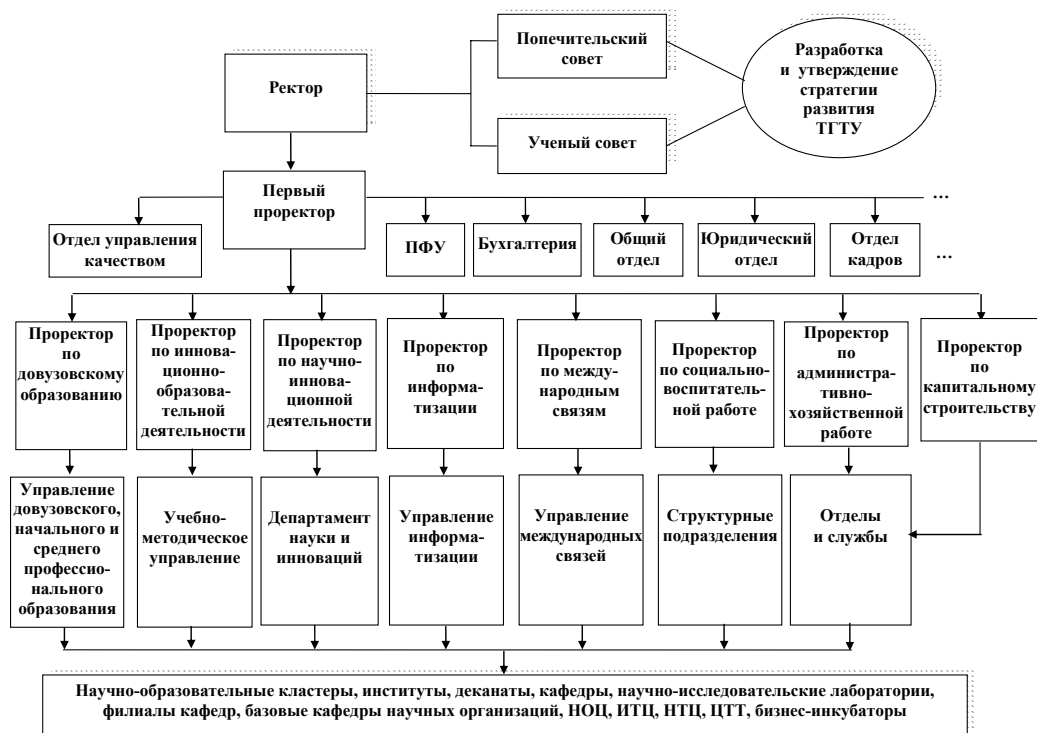 Попечительский
совет
Разработка
и утверждение
стратегии
развития
ТГТУ
Ректор
Ученый совет
Первый
проректор
...
Отдел управления
качеством
ПФУ
Бухгалтерия
Общий
отдел
Юридический
отдел
Отдел
кадров
...
Проректор
по
довузовскому
образованию
Проректор
по иннова-
ционно-
образова-
тельной
деятельности
Проректор
по научно-
иннова-
ционной
деятельности
Проректор
по
информа-
тизации
Проректор
по между-
народным
связям
Проректор
по социально-
воспитатель-
ной работе
Проректор
по
администра-
тивно-
хозяйственной
работе
Проректор
по
капитальному
строительству
Управление
довузовского,
начального и
среднего
профессио-
нального
образования
Учебно-
методическое
управление
Департамент
науки и
инноваций
Управление
информа-
тизации
Управление
международных
связей
Структурные
подразделения
Отделы
и службы
Научно-образовательные кластеры, институты, деканаты, кафедры, научно-исследовательские лаборатории,
филиалы кафедр, базовые кафедры научных организаций, НОЦ, ИТЦ, НТЦ, ЦТТ, бизнес-инкубаторы